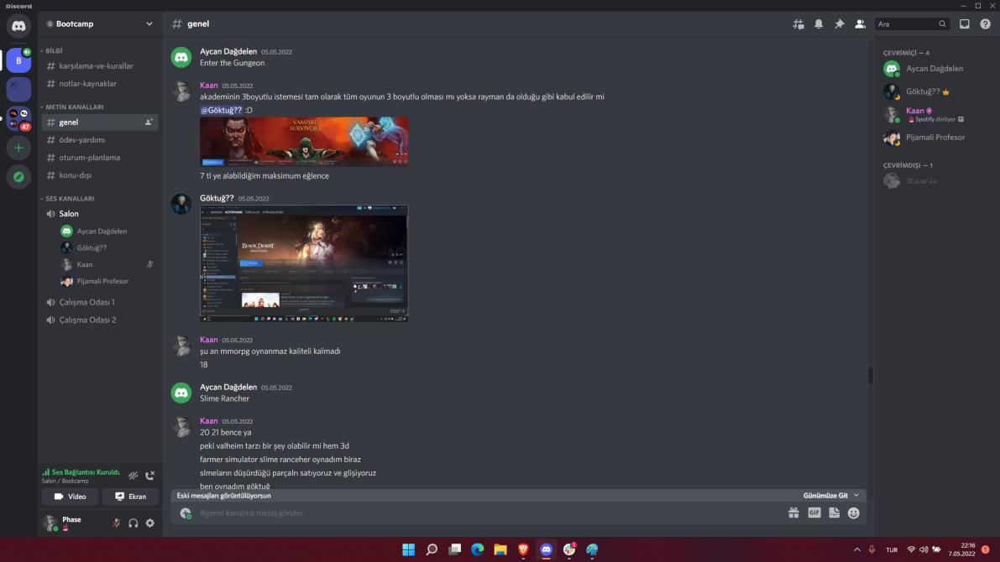 Discord
Bootcamp
genel
Ara
BİLGİ
karşılama-ve-kurallar
notlar-kaynaklar
METİN KANALLARI
genel
ödev-yardımı
oturum-planlama
konu-dışı
SES KANALLARI
Salon
Aycan Dağdelen
Göktuğ??
Kaan
Pijamali Profesor
Çalışma Odası 1
Çalışma Odası 2
Ses Bağlantısı Kuruldu
Salon / Bootcamp
Video
Ekran
Phase
B
47
Aycan Dağdelen 05.05.2022
Enter the Gungeon
Kaan 05.05.2022
akademinin 3boyutlu istemesi tam olarak tüm oyunun 3 boyutlu olması mı yoksa rayman da olduğu gibi kabul edilir mi
@Göktuğ?? :D
VAMPIRE
SURVIVORS
7 tl ye alabildiğim maksimum eğlence
Göktuğ?? 05.05.2022
BLACK DESERT
Kaan 05.05.2022
şu an mmorpg oynanmaz kaliteli kalmadı
18
Aycan Dağdelen 05.05.2022
Slime Rancher
Kaan 05.05.2022
20 21 bence ya
peki valheim tarzı bir şey olabilir mi hem 3d
farmer simulator slime ranceher oynadım biraz
slmeların düşürdüğü parçalrı satıyoruz ve glişiyoruz
ben oynadım göktuğ
Eski mesajları görüntülüyorsun
Günümüze Git
#genel kanalına mesaj gönder
GIF
ÇEVRİMİÇİ — 4
Aycan Dağdelen
Göktuğ??
Kaan
Spotify dinliyor
Pijamali Profesor
ÇEVRİMDIŞI — 1
𝓚𝓪𝔀𝓲𝓮
TUR
22:16
7.05.2022
1